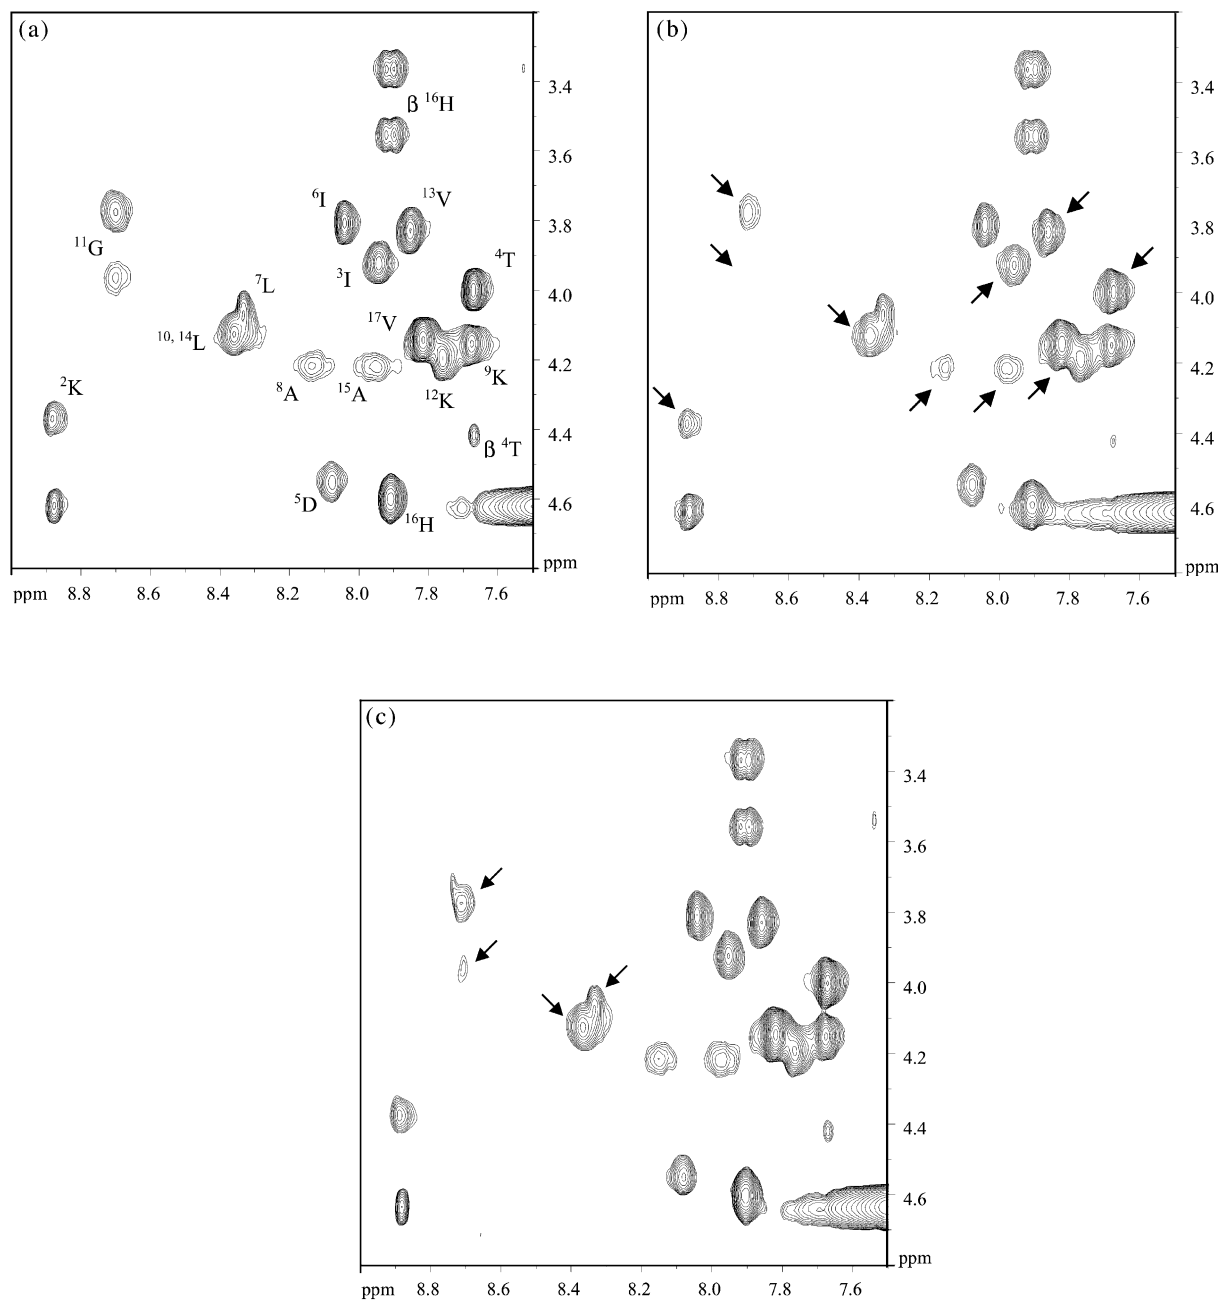 (a)
3.4
β ¹⁶H
3.6
⁶I
¹³V
3.8
¹¹G
⁴T
³I
⁷L
4.0
¹⁷V
¹⁰, ¹⁴L
4.2
⁹K
⁸A
¹⁵A
¹²K
²K
4.4
β ⁴T
⁵D
¹⁶H
4.6
ppm
ppm 8.8 8.6 8.4 8.2 8.0 7.8 7.6
(b)
3.4
3.6
3.8
4.0
4.2
4.4
4.6
ppm
ppm 8.8 8.6 8.4 8.2 8.0 7.8 7.6
(c)
3.4
3.6
3.8
4.0
4.2
4.4
4.6
ppm
ppm 8.8 8.6 8.4 8.2 8.0 7.8 7.6